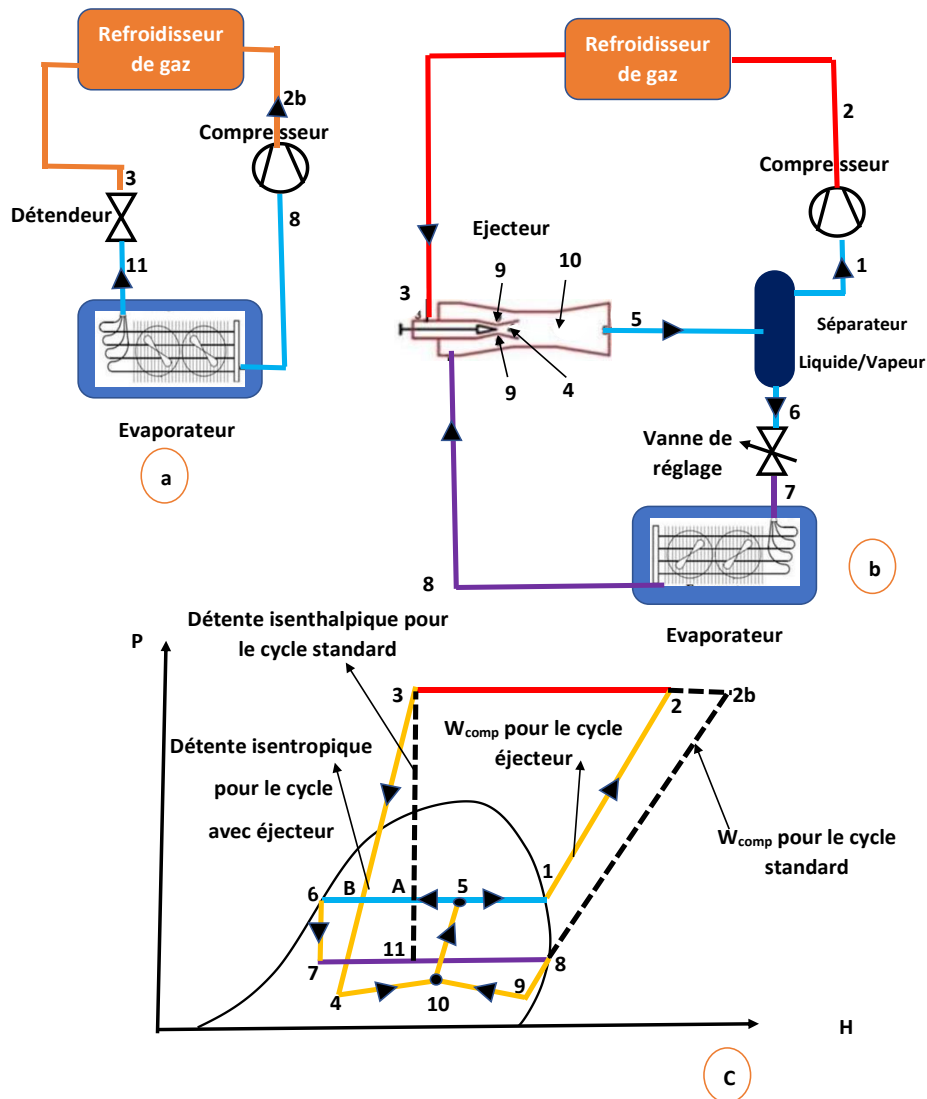 Refroidisseur
de gaz
2b
Compresseur
3
Détendeur
8
11
Evaporateur
a
Refroidisseur
de gaz
2
Compresseur
Ejecteur
9
10
1
3
4
5
Séparateur
Liquide/Vapeur
9
4
6
Vanne de
réglage
7
8
Evaporateur
b
Détente isenthalpique pour
le cycle standard
P
3
2
2b
Wcomp pour le cycle
éjecteur
Détente isentropique
pour le cycle
avec éjecteur
Wcomp pour le cycle
standard
6
B
A
5
1
11
7
8
4
10
9
H
C